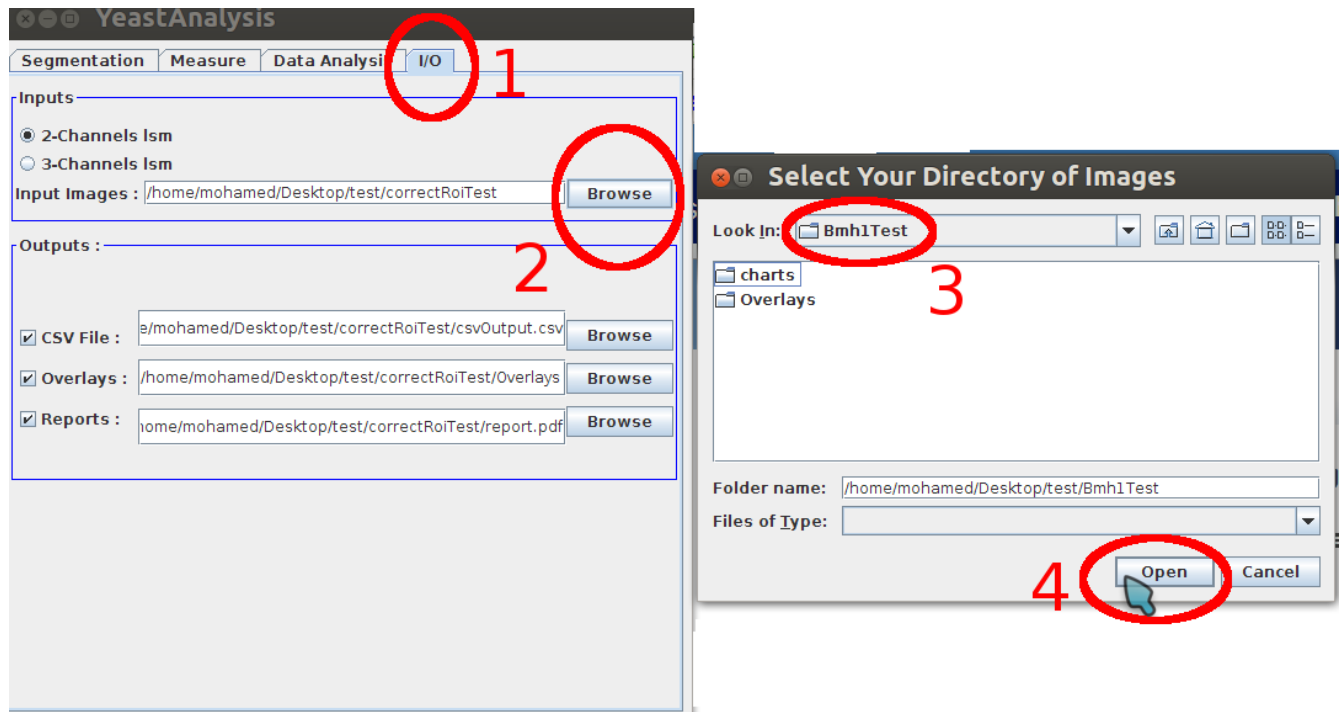 YeastAnalysis
Segmentation Measure Data Analysi I/O
1
Inputs
2-Channels lsm
3-Channels lsm
Input Images : /home/mohamed/Desktop/test/correctRoiTest Browse
2
Outputs :
CSV File : e/mohamed/Desktop/test/correctRoiTest/csvOutput.csv Browse
Overlays : /home/mohamed/Desktop/test/correctRoiTest/Overlays Browse
Reports : home/mohamed/Desktop/test/correctRoiTest/report.pdf Browse
Select Your Directory of Images
Look In: Bmh1Test
3
charts
Overlays
Folder name: /home/mohamed/Desktop/test/Bmh1Test
Files of Type:
4
Open Cancel